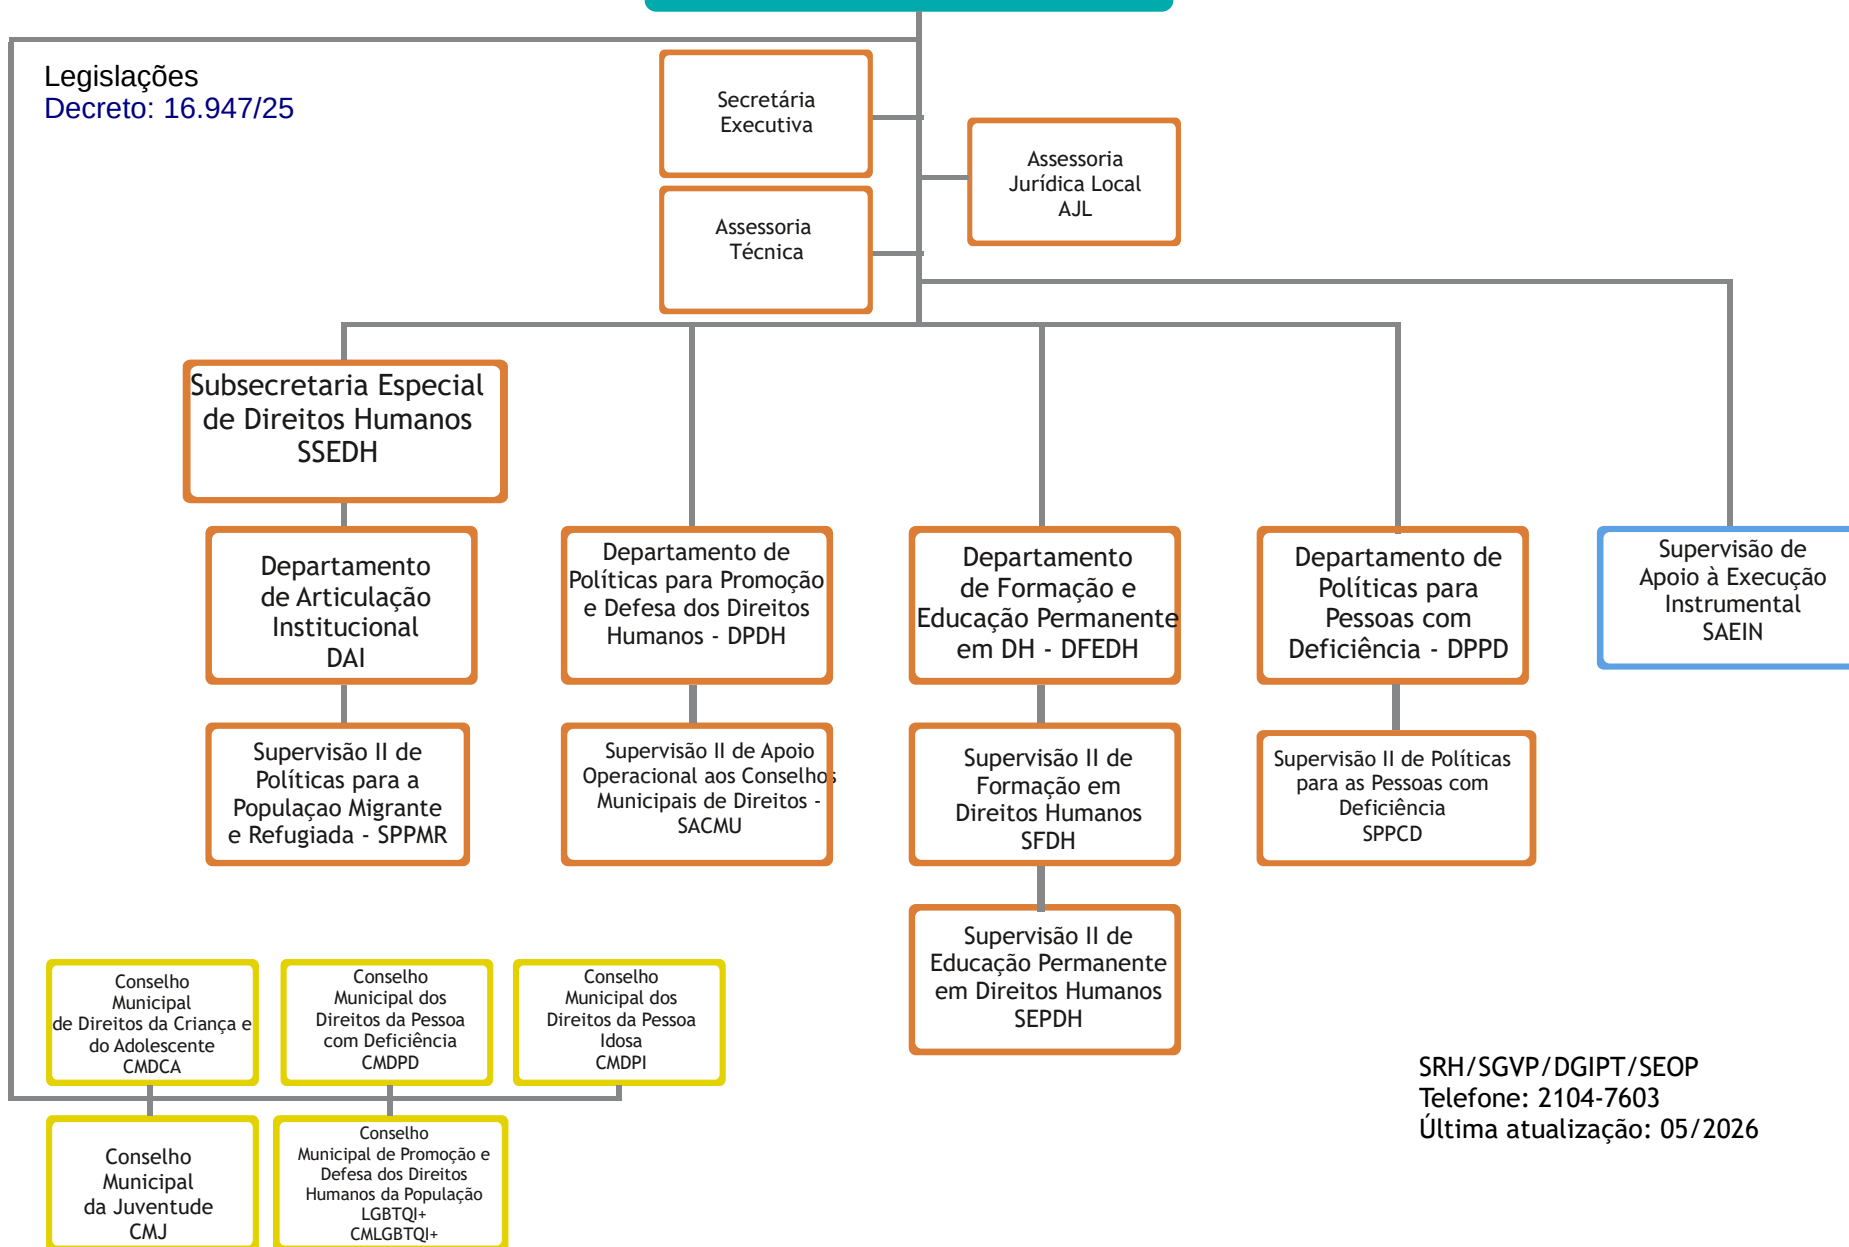 Legislações
Decreto: 16.947/25
Secretária
Executiva
Assessoria
Jurídica Local
AJL
Assessoria
Técnica
Subsecretaria Especial
de Direitos Humanos
SSEDH
Departamento
de Articulação
Institucional
DAI
Departamento de
Políticas para Promoção
e Defesa dos Direitos
Humanos - DPDH
Departamento
de Formação e
Educação Permanente
em DH - DFEDH
Departamento de
Políticas para
Pessoas com
Deficiência - DPPD
Supervisão de
Apoio à Execução
Instrumental
SAEIN
Supervisão II de
Políticas para a
Populaçao Migrante
e Refugiada - SPPMR
Supervisão II de Apoio
Operacional aos Conselhos
Municipais de Direitos -
SACMU
Supervisão II de
Formação em
Direitos Humanos
SFDH
Supervisão II de Políticas
para as Pessoas com
Deficiência
SPPCD
Supervisão II de
Educação Permanente
em Direitos Humanos
SEPDH
Conselho
Municipal
de Direitos da Criança e
do Adolescente
CMDCA
Conselho
Municipal dos
Direitos da Pessoa
com Deficiência
CMDPD
Conselho
Municipal dos
Direitos da Pessoa
Idosa
CMDPI
Conselho
Municipal
da Juventude
CMJ
Conselho
Municipal de Promoção e
Defesa dos Direitos
Humanos da População
LGBTQI+
CMLGBTQI+
SRH/SGVP/DGIPT/SEOP
Telefone: 2104-7603
Última atualização: 05/2026